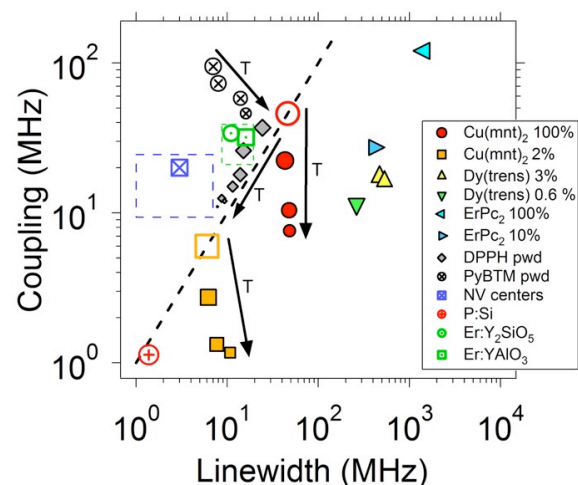 Coupling (MHz)
10²
10¹
10⁰
T
T
T
T
Cu(mnt)₂ 100%
Cu(mnt)₂ 2%
Dy(trens) 3%
Dy(trens) 0.6 %
ErPc₂ 100%
ErPc₂ 10%
DPPH pwd
PyBTM pwd
NV centers
P:Si
Er:Y₂SiO₅
Er:YAlO₃
10⁰ 10¹ 10² 10³ 10⁴
Linewidth (MHz)